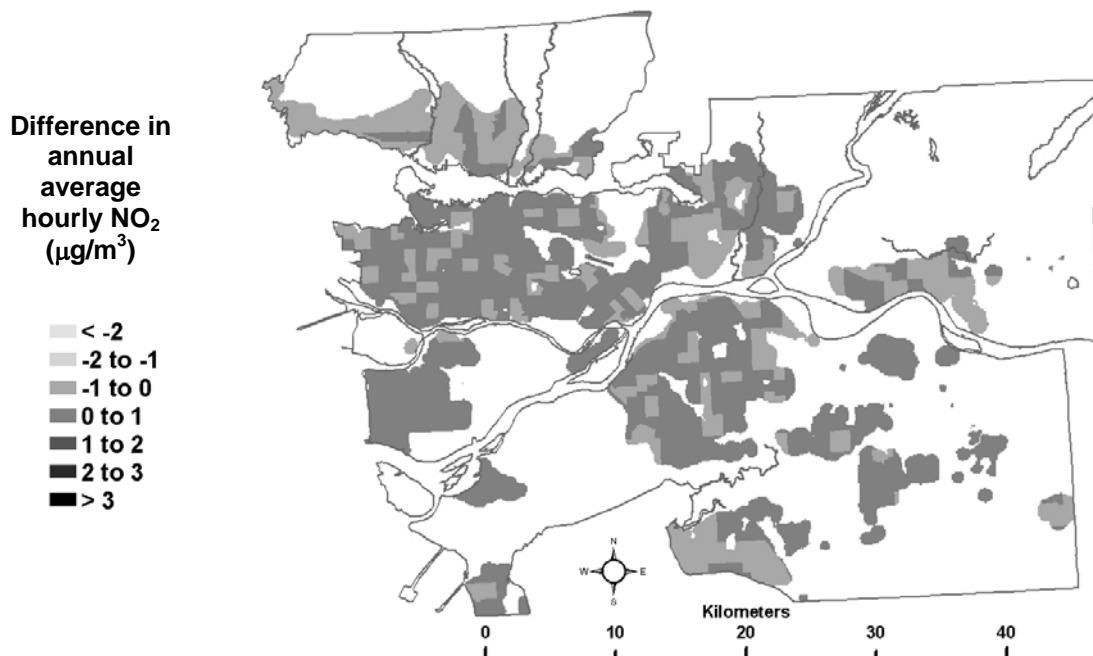 Difference in
annual
average
hourly NO₂
(μg/m³)
< -2
-2 to -1
-1 to 0
0 to 1
1 to 2
2 to 3
> 3
N
W E
S
Kilometers
0 10 20 30 40